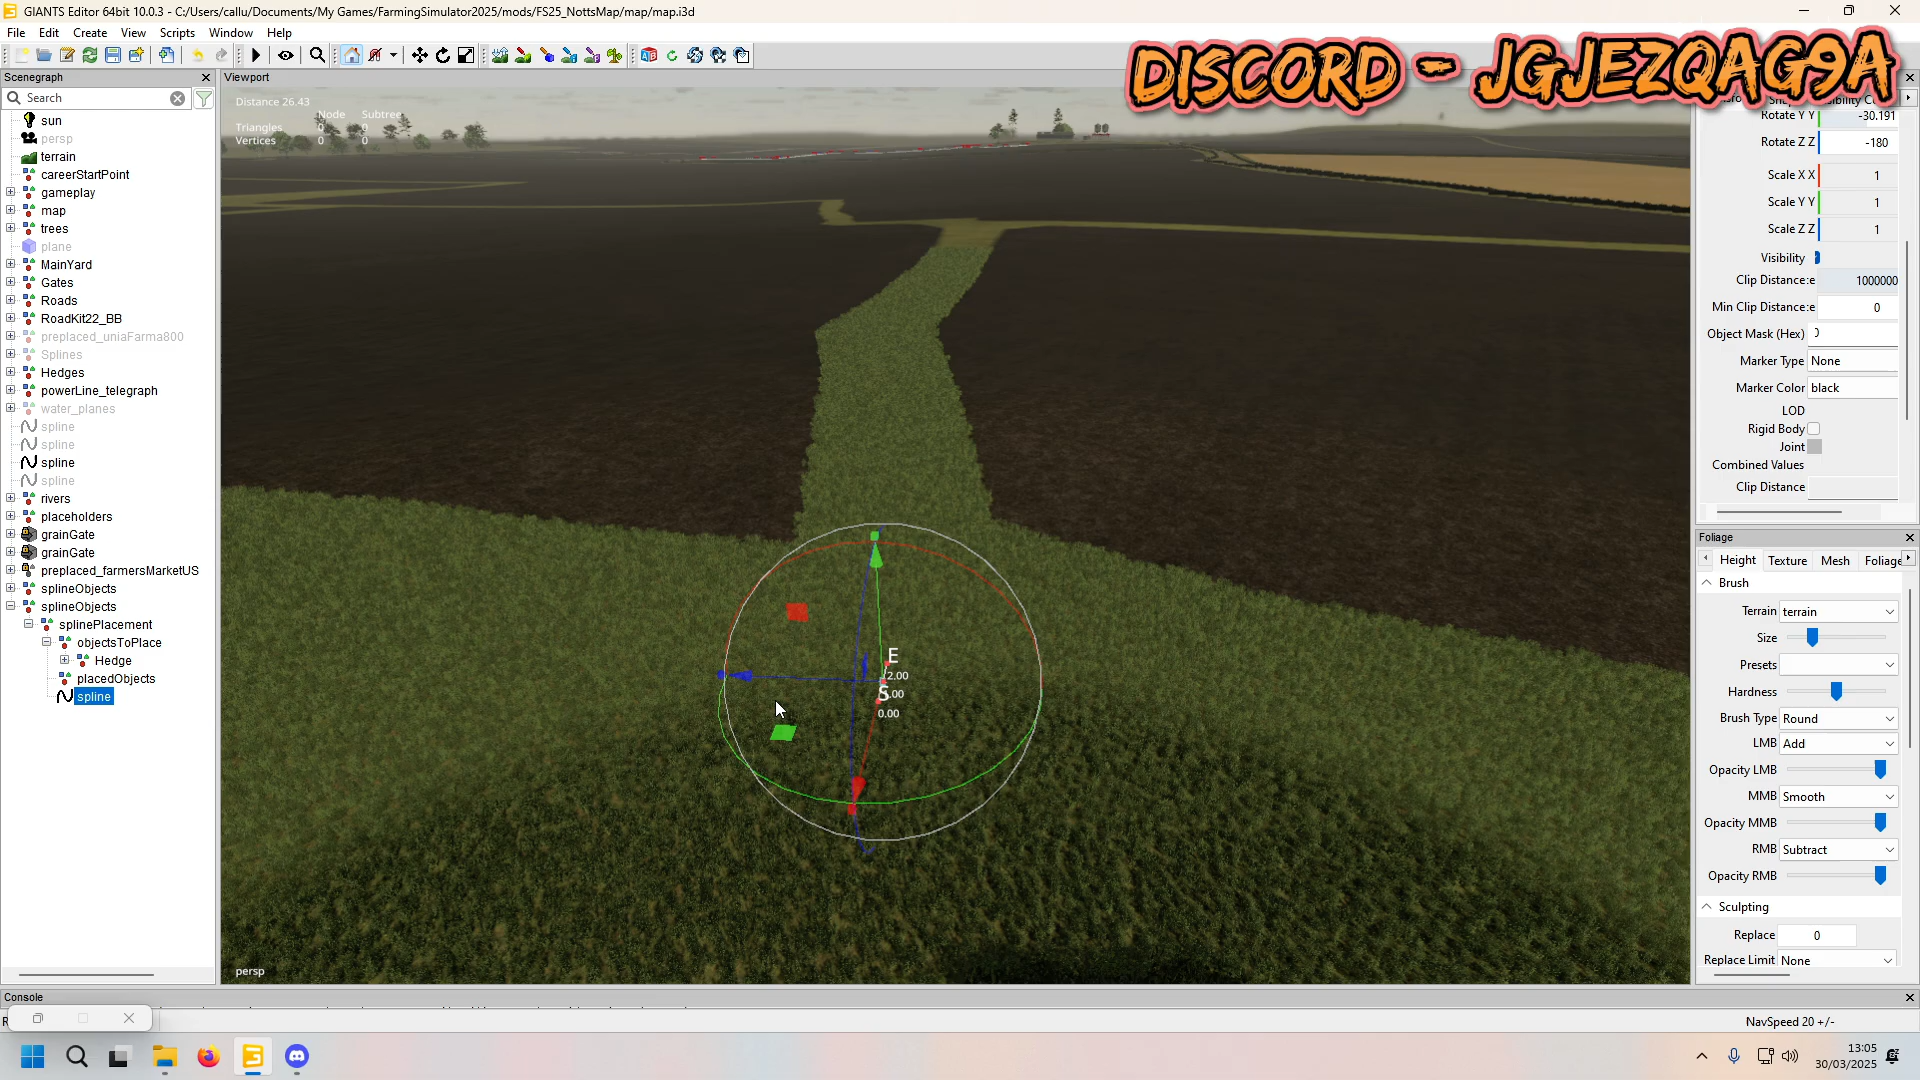 GIANTS Editor 64bit 10.0.3 - C:/Users/callu/Documents/My Games/FarmingSimulator2025/mods/FS25_NottsMap/map/map.i3d
File Edit Create View Scripts Window Help
DISCORD - JGJEZQAG9A
Scenegraph
Viewport
Search
Distance 26.43
Node Subtree
Triangles 0 0
Vertices 0 0
sun
persp
terrain
careerStartPoint
gameplay
map
trees
plane
MainYard
Gates
Roads
RoadKit22_BB
preplaced_uniaFarma800
Splines
Hedges
powerLine_telegraph
water_planes
spline
spline
spline
spline
rivers
placeholders
grainGate
grainGate
preplaced_farmersMarketUS
splineObjects
splineObjects
splinePlacement
objectsToPlace
Hedge
placedObjects
spline
E
2.00
S
.00
0.00
persp
Rotate Y Y -30.191
Rotate Z Z -180
Scale X X 1
Scale Y Y 1
Scale Z Z 1
Visibility
Clip Distance:e 1000000
Min Clip Distance:e 0
Object Mask (Hex) 0
Marker Type None
Marker Color black
LOD
Rigid Body
Joint
Combined Values
Clip Distance
Foliage
Height Texture Mesh Foliage
Brush
Terrain terrain
Size
Presets
Hardness
Brush Type Round
LMB Add
Opacity LMB
MMB Smooth
Opacity MMB
RMB Subtract
Opacity RMB
Sculpting
Replace 0
Replace Limit None
Console
NavSpeed 20 +/-
13:05
30/03/2025